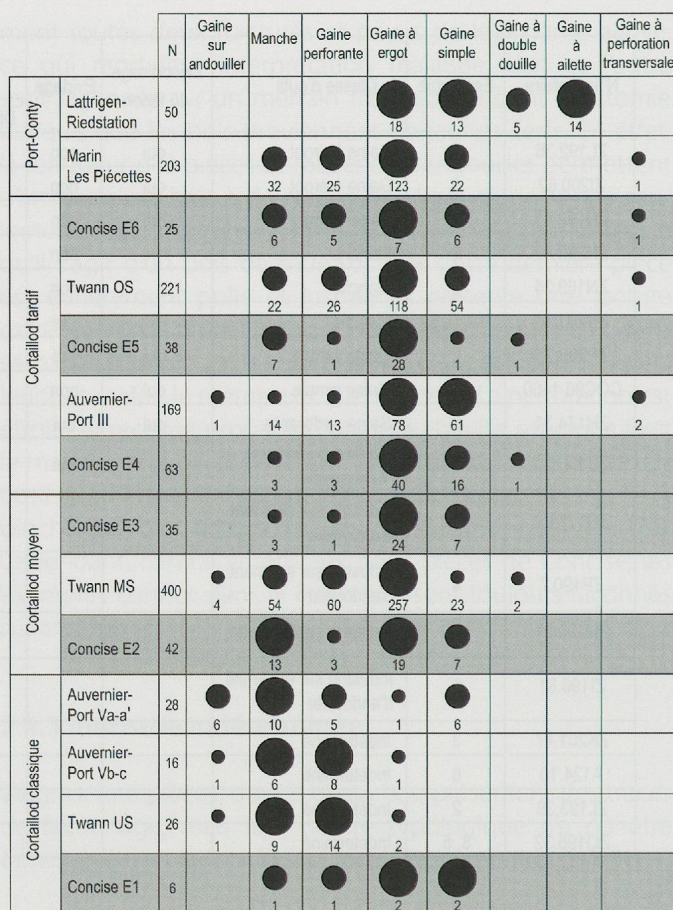 N Gaine sur andouiller Manche Gaine perforante Gaine à ergot Gaine simple Gaine à double douille Gaine à ailette Gaine à perforation transversale
Port-Conty
Lattrigen-Riedstation 50 18 13 5 14
Marin Les Piécettes 203 32 25 123 22 1
Cortaillod tardif
Concise E6 25 6 5 7 6 1
Twann OS 221 22 26 118 54 1
Concise E5 38 7 1 28 1 1
Auvernier-Port III 169 1 14 13 78 61 2
Concise E4 63 3 3 40 16 1
Cortaillod moyen
Concise E3 35 3 1 24 7
Twann MS 400 4 54 60 257 23 2
Concise E2 42 13 3 19 7
Cortaillod classique
Auvernier-Port Va-a' 28 6 10 5 1 6
Auvernier-Port Vb-c 16 1 6 8 1
Twann US 26 1 9 14 2
Concise E1 6 1 1 2 2